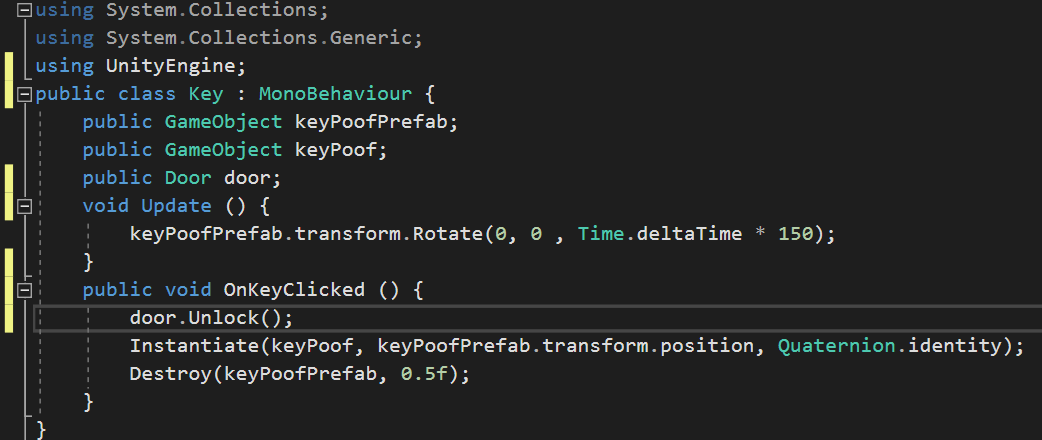 using System.Collections;
using System.Collections.Generic;
using UnityEngine;
public class Key : MonoBehaviour {
    public GameObject keyPoofPrefab;
    public GameObject keyPoof;
    public Door door;
    void Update () {
        keyPoofPrefab.transform.Rotate(0, 0 , Time.deltaTime * 150);
    }
    public void OnKeyClicked () {
        door.Unlock();
        Instantiate(keyPoof, keyPoofPrefab.transform.position, Quaternion.identity);
        Destroy(keyPoofPrefab, 0.5f);
    }
}